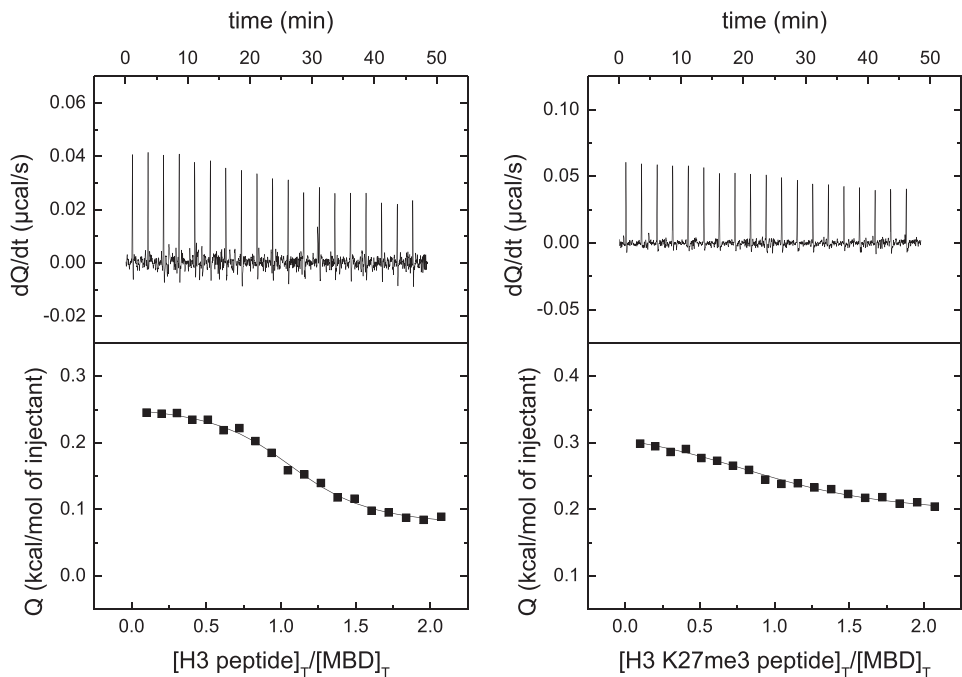 time (min)
0 10 20 30 40 50
0.06
0.04
0.02
0.00
-0.02
dQ/dt (µcal/s)
0.3
0.2
0.1
0.0
Q (kcal/mol of injectant)
0.0 0.5 1.0 1.5 2.0
[H3 peptide]T/[MBD]T
time (min)
0 10 20 30 40 50
0.10
0.05
0.00
-0.05
dQ/dt (µcal/s)
0.4
0.3
0.2
0.1
Q (kcal/mol of injectant)
0.0 0.5 1.0 1.5 2.0
[H3 K27me3 peptide]T/[MBD]T